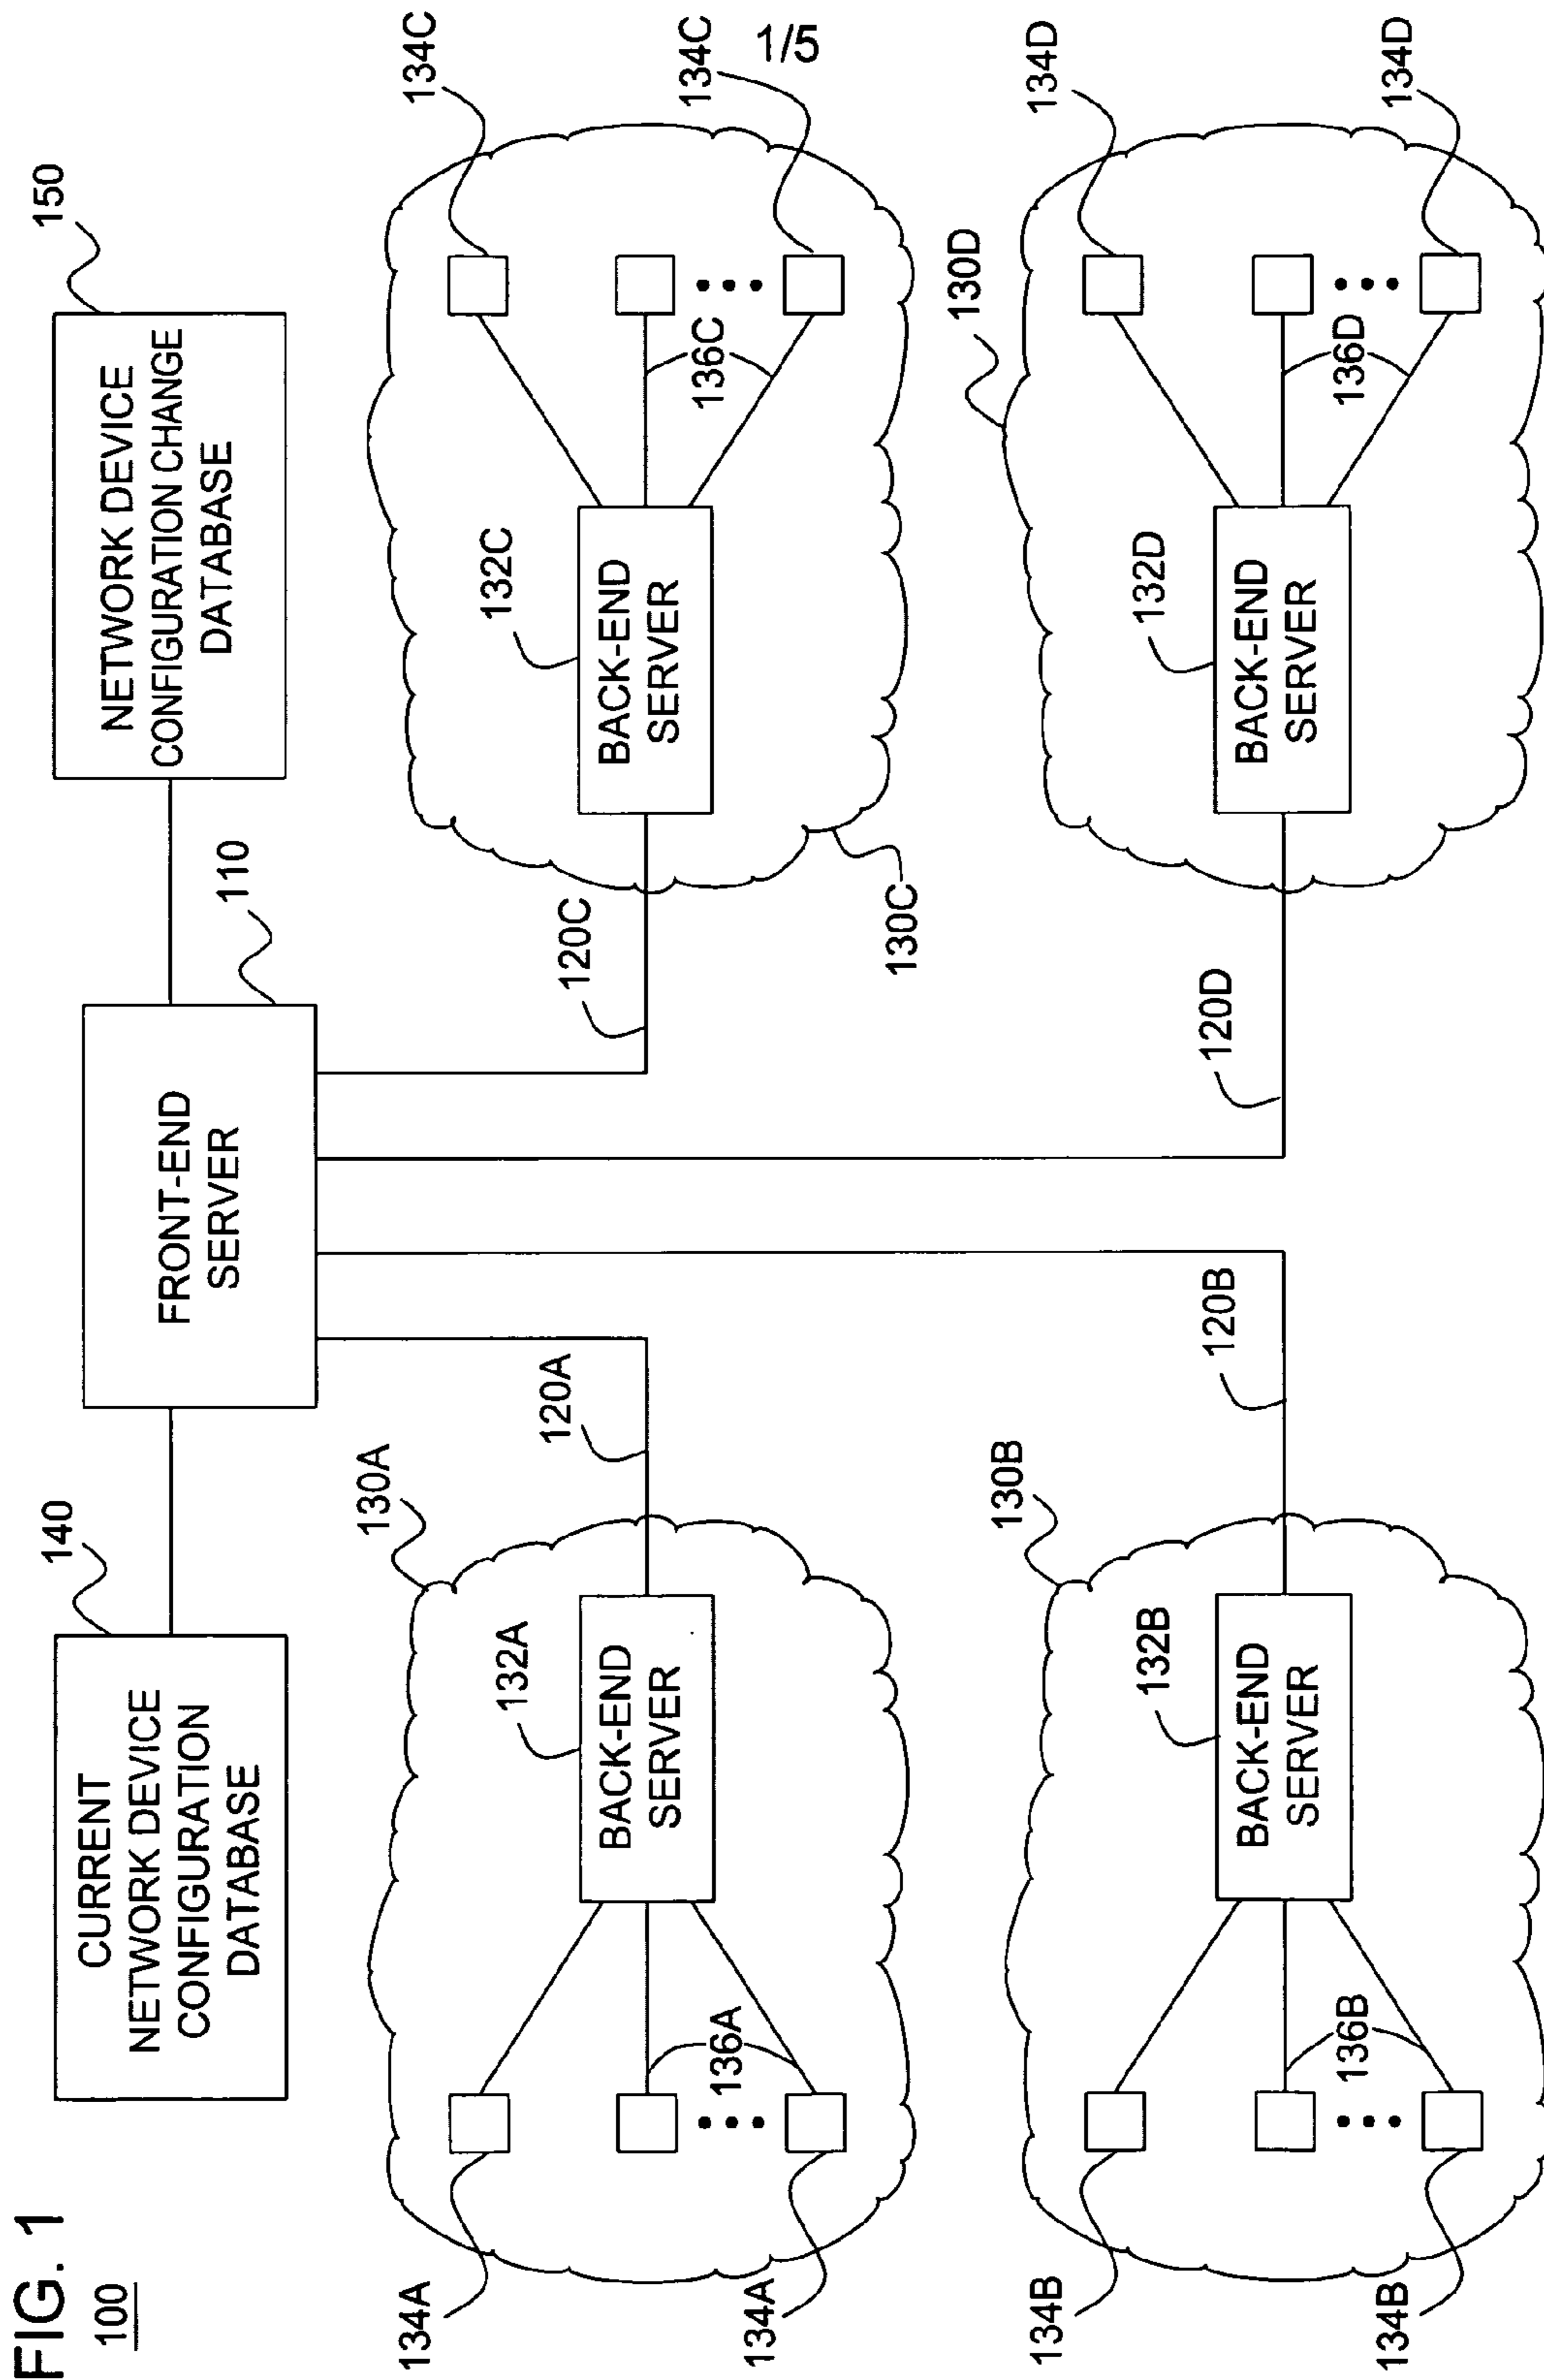 1/5
FIG. 1
100
CURRENT
NETWORK DEVICE
CONFIGURATION
DATABASE
140
FRONT-END
SERVER
110
NETWORK DEVICE
CONFIGURATION CHANGE
DATABASE
150
130A
132A
BACK-END
SERVER
134A
134A
136A
120A
120C
130C
132C
BACK-END
SERVER
136C
134C
134C
130B
132B
BACK-END
SERVER
134B
134B
136B
120B
120D
130D
132D
BACK-END
SERVER
136D
134D
134D